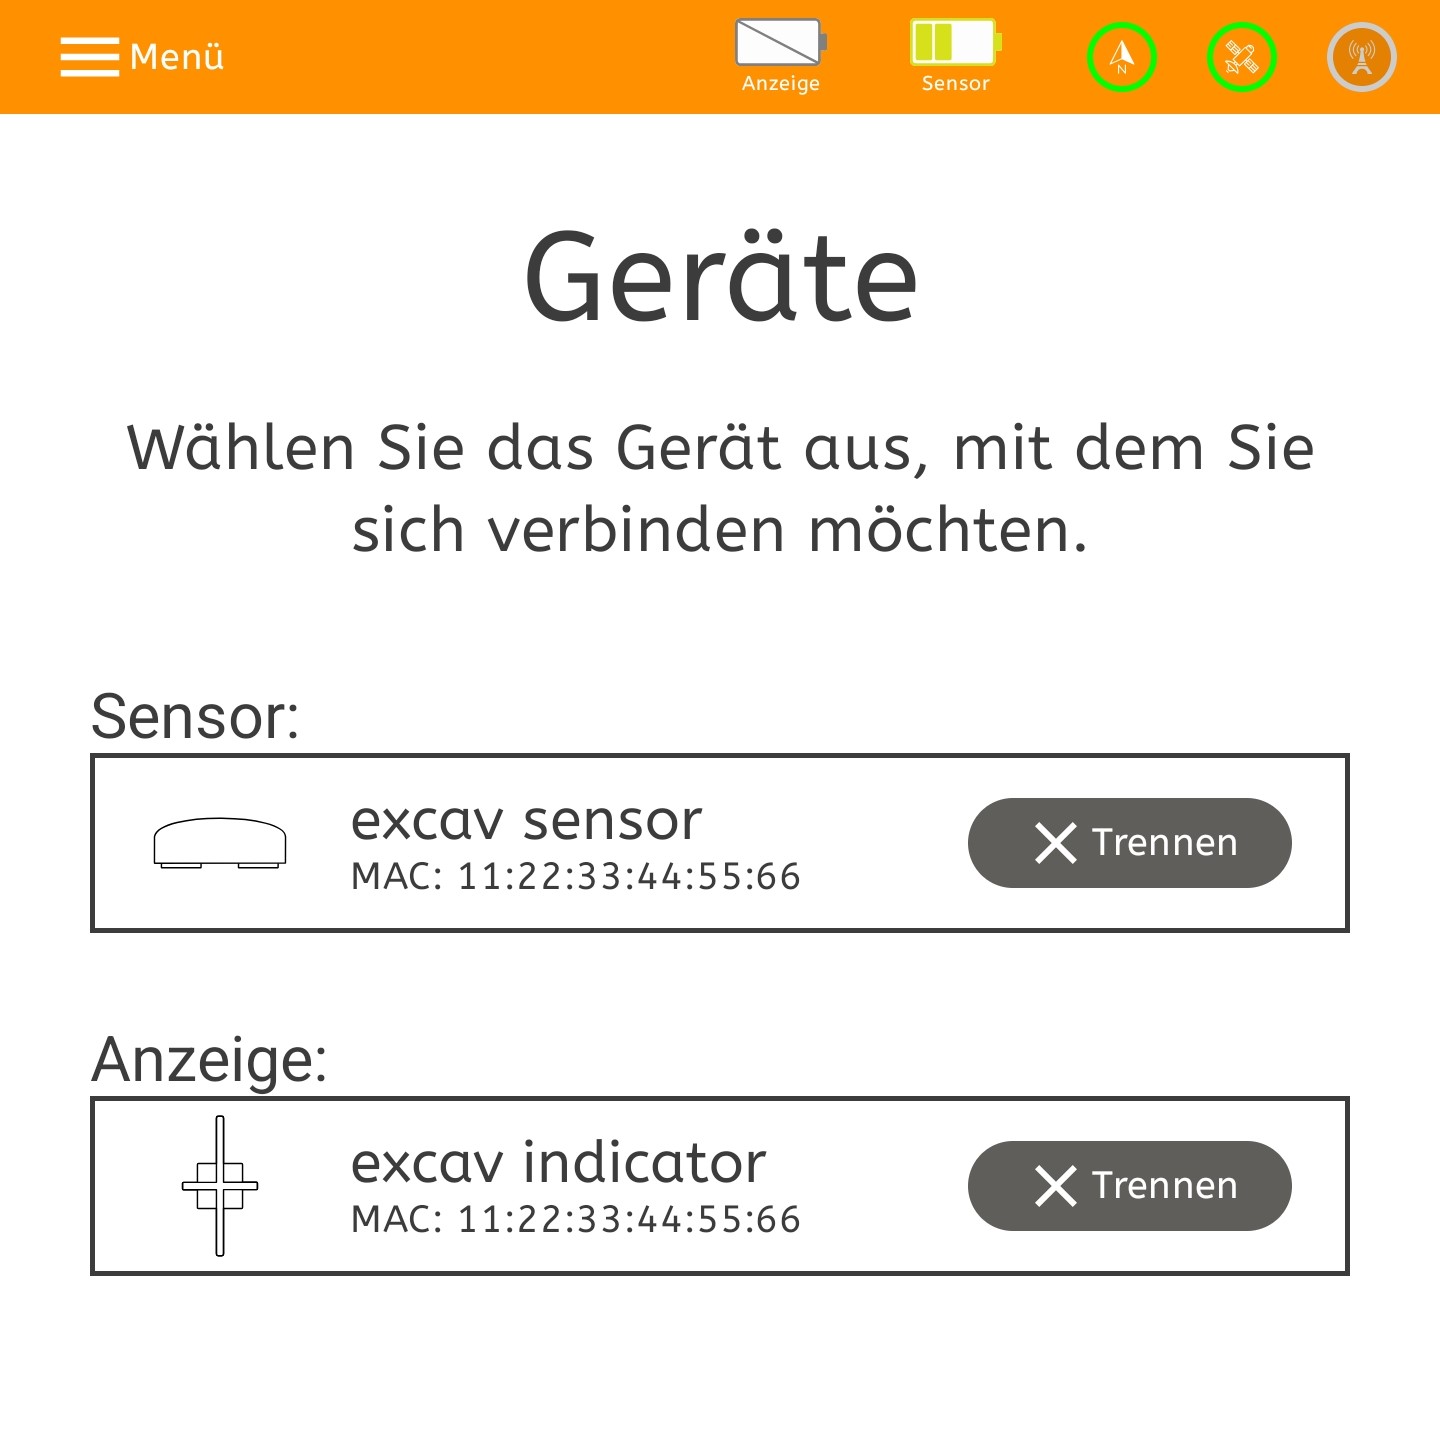 Menü
Anzeige
Sensor
N
Geräte
Wählen Sie das Gerät aus, mit dem Sie
sich verbinden möchten.
Sensor:
excav sensor
MAC: 11:22:33:44:55:66
Trennen
Anzeige:
excav indicator
MAC: 11:22:33:44:55:66
Trennen